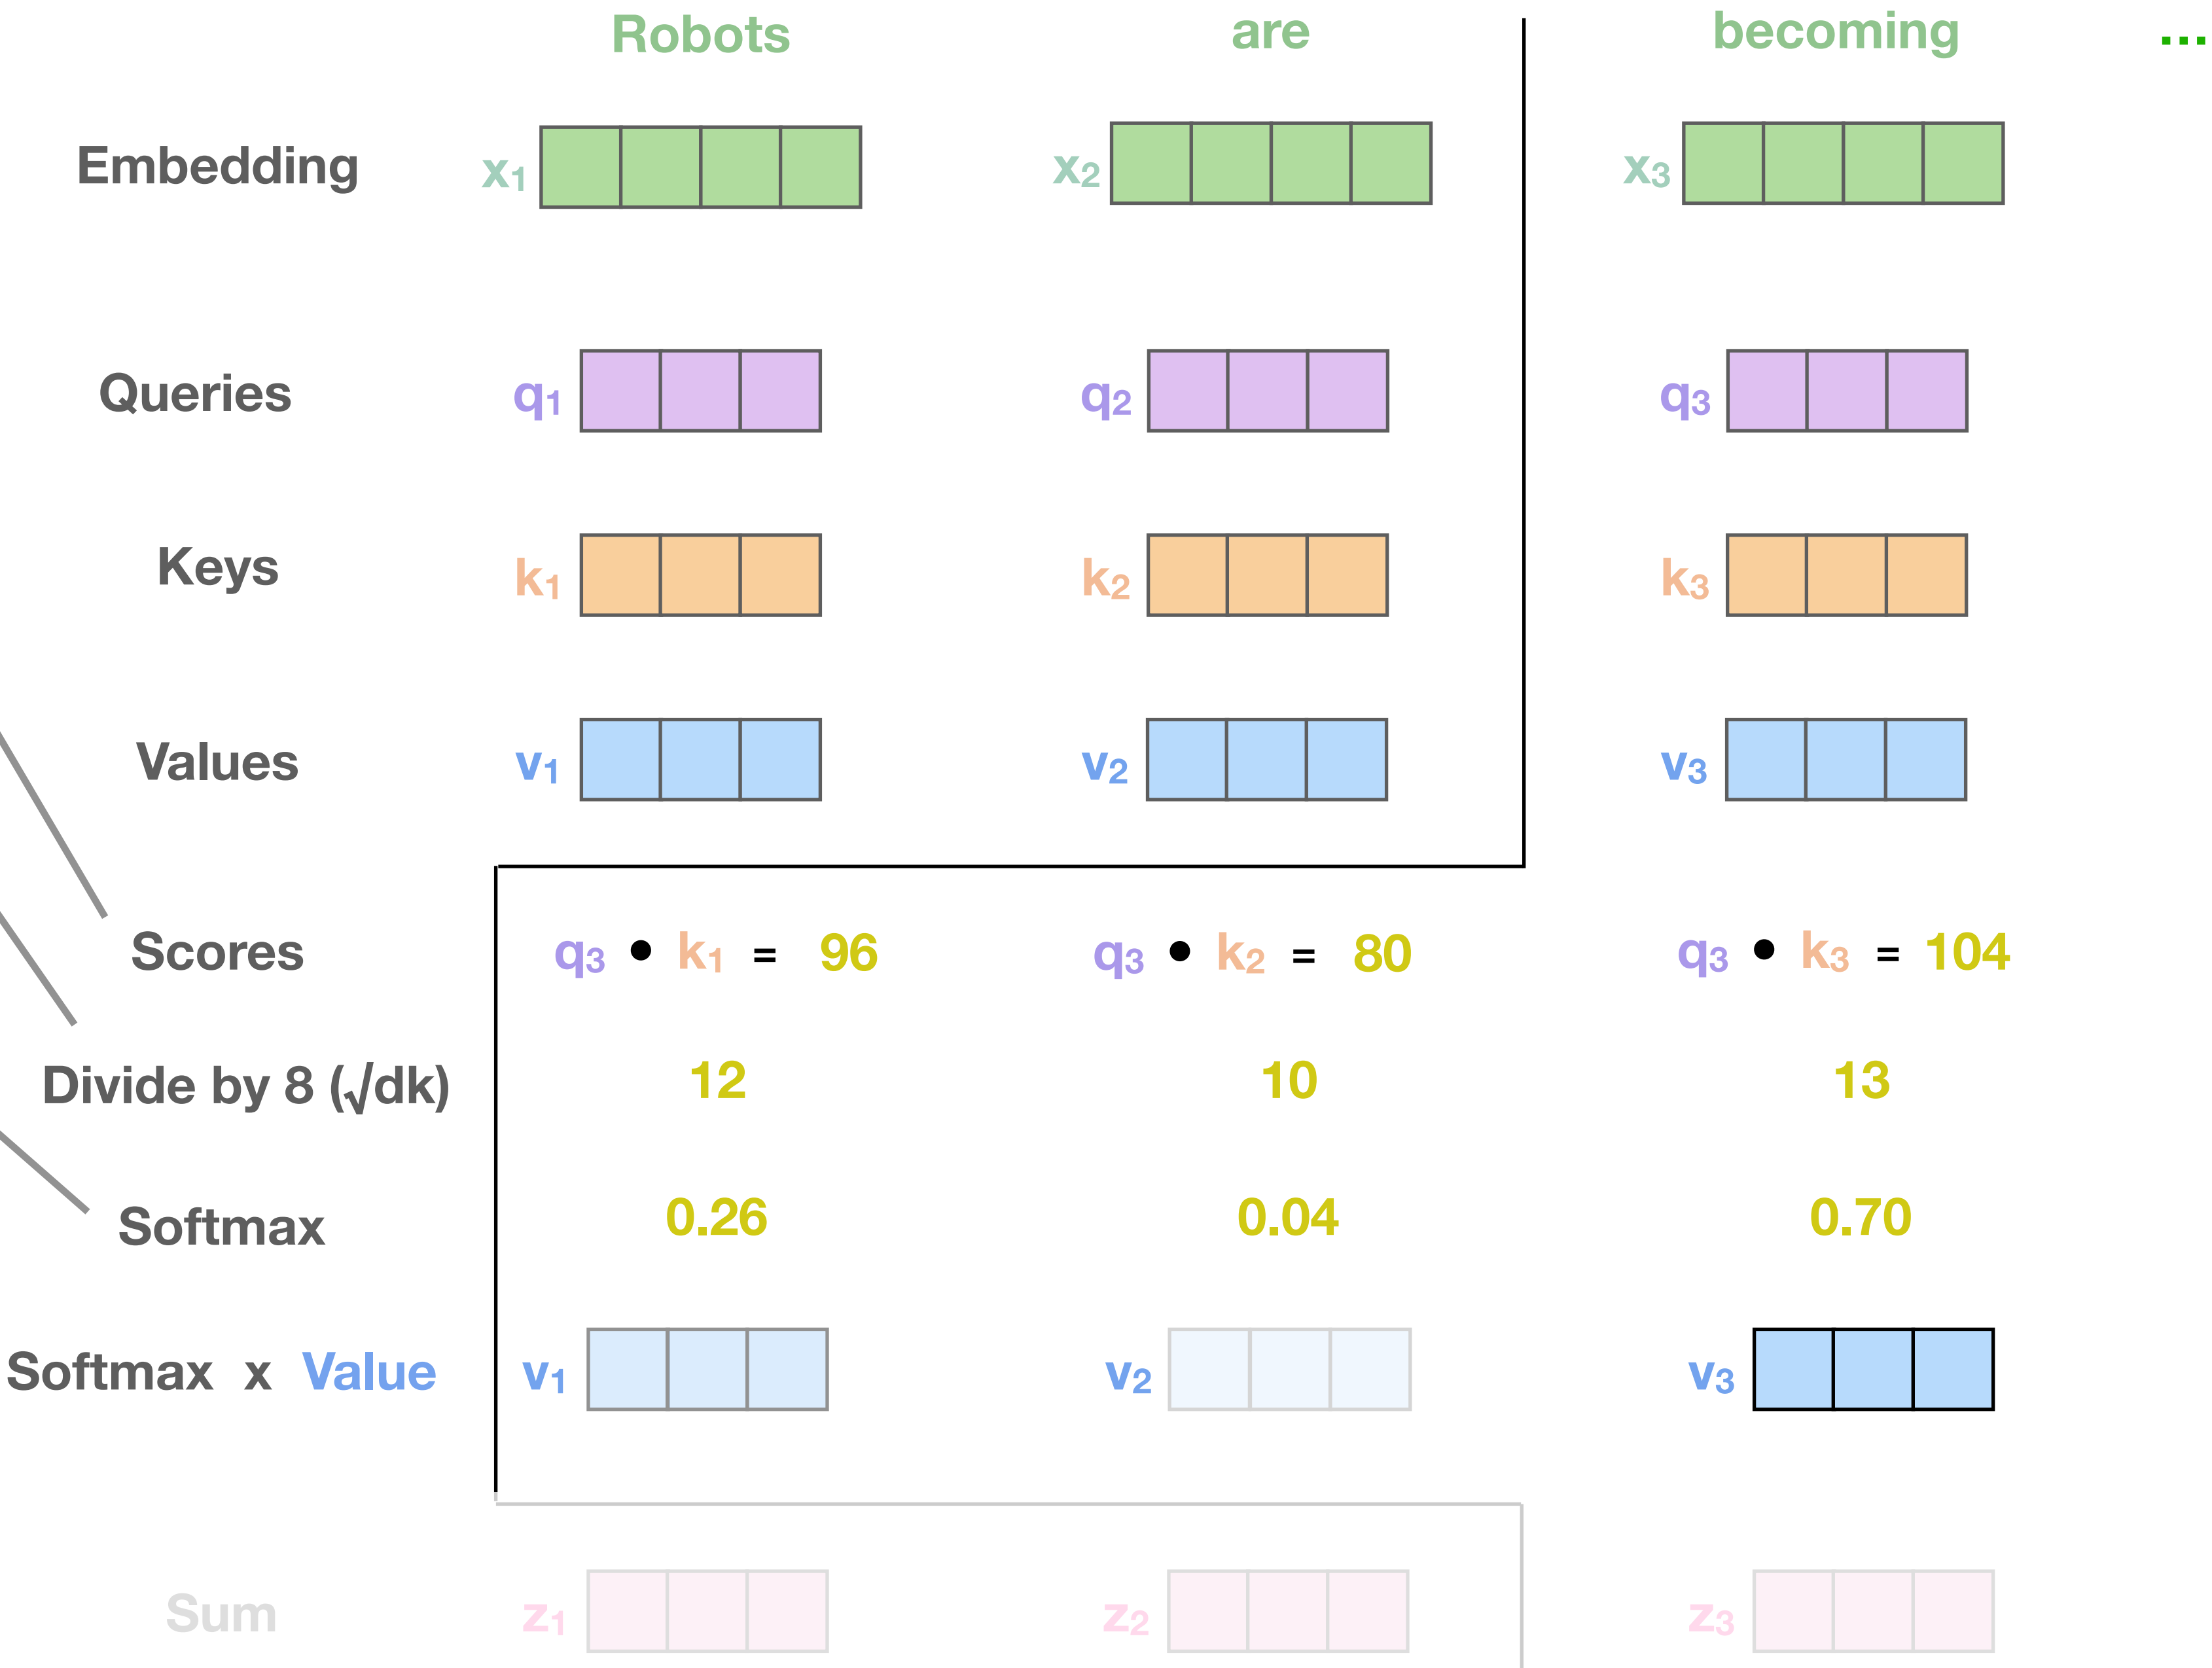 Robots are becoming ...
Embedding x1 x2 x3
Queries q1 q2 q3
Keys k1 k2 k3
Values v1 v2 v3
Scores q3 • k1 = 96 q3 • k2 = 80 q3 • k3 = 104
Divide by 8 (√dk) 12 10 13
Softmax 0.26 0.04 0.70
Softmax x Value v1 v2 v3
Sum z1 z2 z3